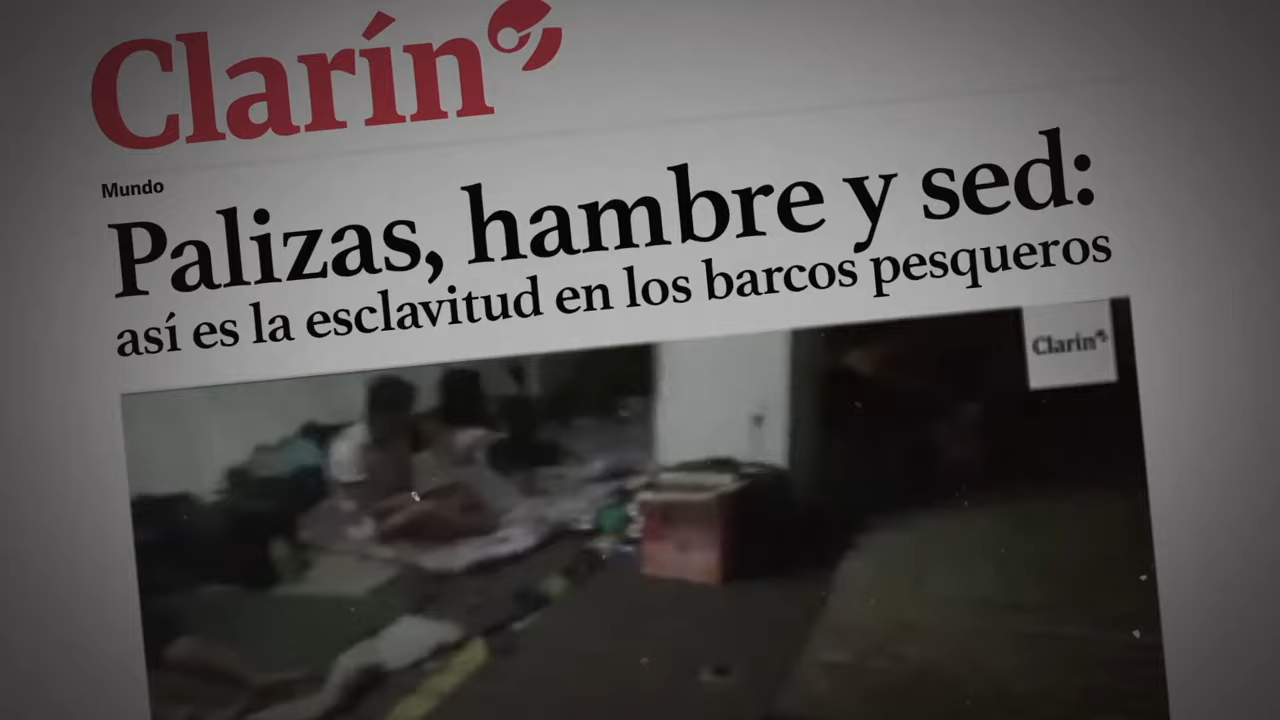 Clarín
Mundo
Palizas, hambre y sed:
así es la esclavitud en los barcos pesqueros
Clarín